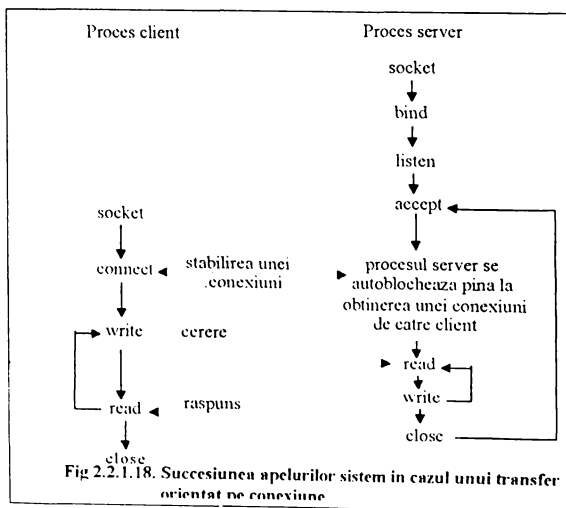 Proces client
Proces server
socket
bind
listen
accept
socket
connect
stabilirea unei
.conexiuni
procesul server se
autoblocheaza pina la
obtinerea unei conexiuni
de catre client
write
cerere
read
write
read
raspuns
close
close
Fig 2.2.1.18. Succesiunea apelurilor sistem in cazul unui transfer
orientat pe conexiune